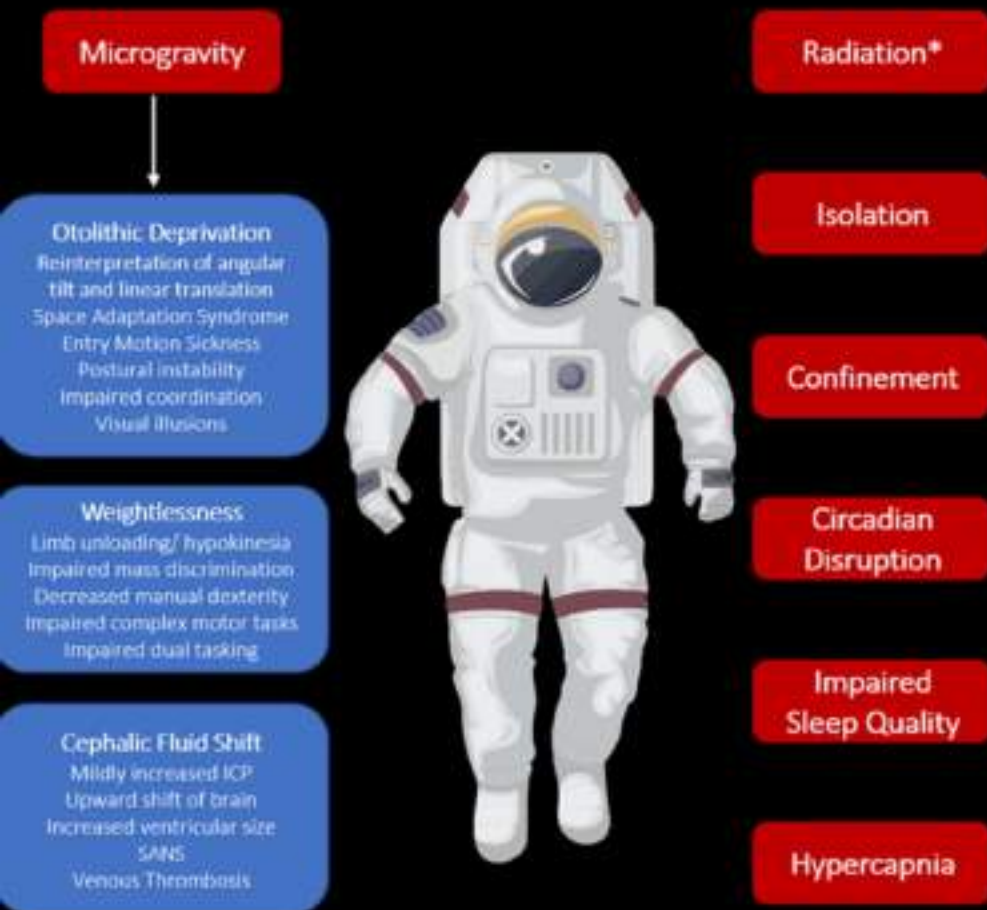 Microgravity
Otolithic Deprivation
Reinterpretation of angular
tilt and linear translation
Space Adaptation Syndrome
Entry Motion Sickness
Postural instability
Impaired coordination
Visual illusions
Weightlessness
Limb unloading/ hypokinesia
Impaired mass discrimination
Decreased manual dexterity
Impaired complex motor tasks
Impaired dual tasking
Cephalic Fluid Shift
Mildly increased ICP
Upward shift of brain
Increased ventricular size
SANS
Venous Thrombosis
Radiation*
Isolation
Confinement
Circadian
Disruption
Impaired
Sleep Quality
Hypercapnia